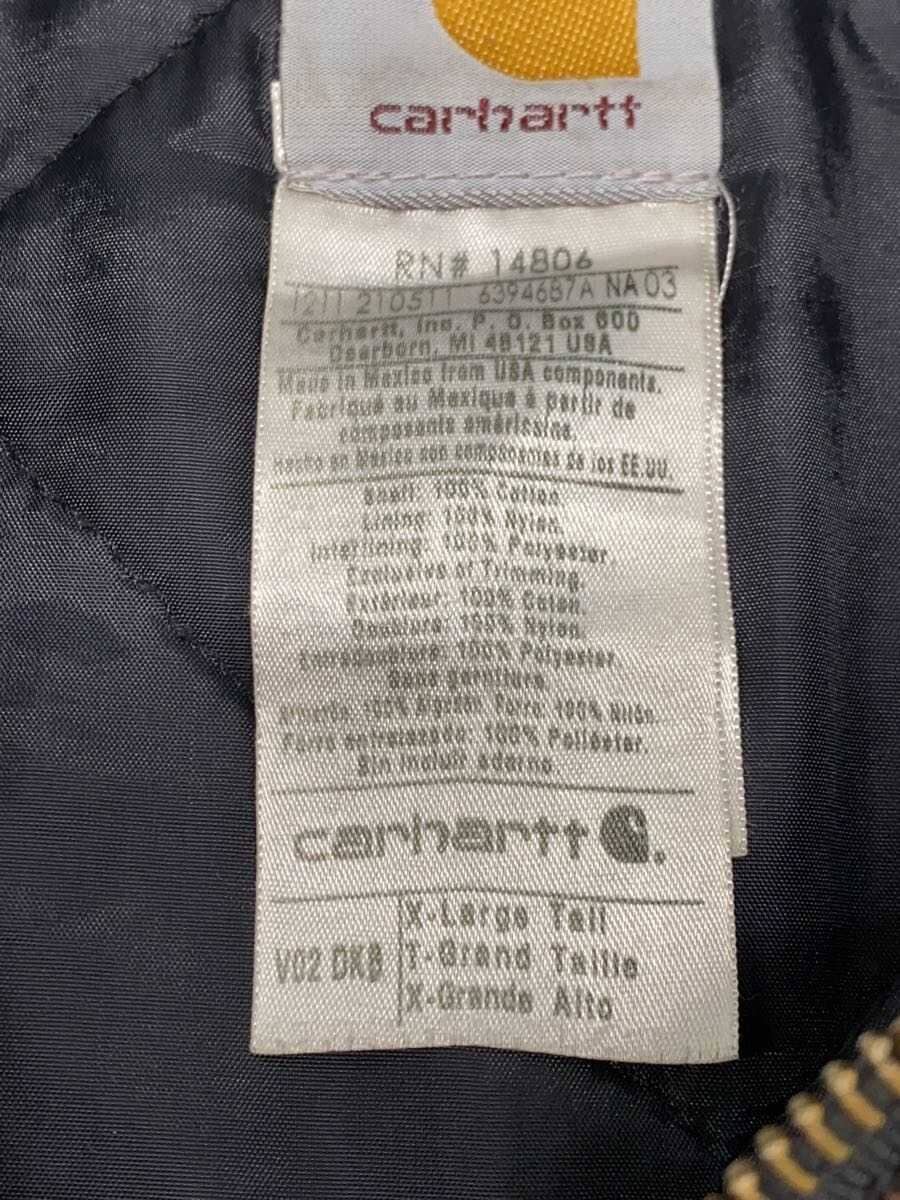 carhartt
RN# 14806
1211 210511 6394687A NA 03
Carhartt, Inc. P. O. Box 600
Dearborn, MI 48121 USA
Made in Mexico from USA components.
Fabriqué au Mexique à partir de
composants américains.
Hecho en Mexico con componentes de los EE.UU.
Shell: 100% Cotton.
Lining: 100% Nylon.
Interlining: 100% Polyester.
Exclusive of Trimming.
Extérieur: 100% Coton.
Doublure: 100% Nylon.
Entredoublure: 100% Polyester.
Sans garniture.
Afuera: 100% Algodón. Forro: 100% Nilón.
Forro entrelazado: 100% Poliéster.
Sin incluir adorno.
carhartt
V02 DKB
X-Large Tall
T-Grand Taille
X-Grande Alto